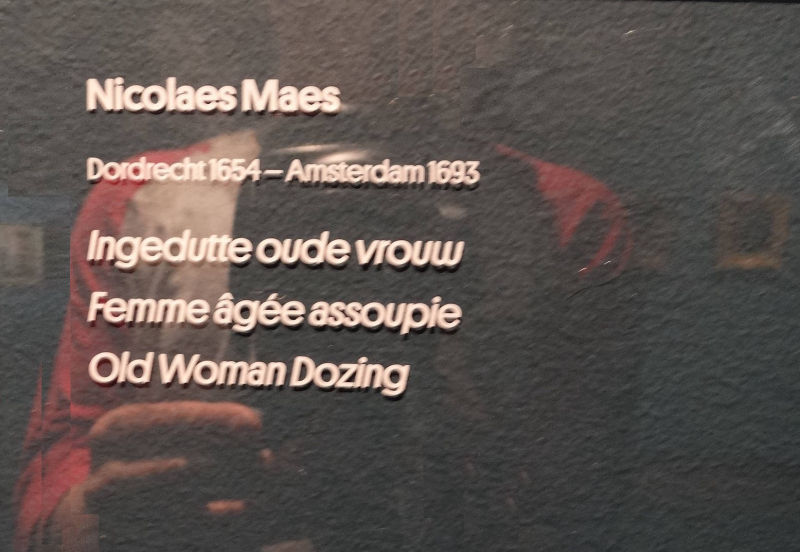 Nicolaes Maes
Dordrecht 1654 – Amsterdam 1693
Ingedutte oude vrouw
Femme âgée assoupie
Old Woman Dozing